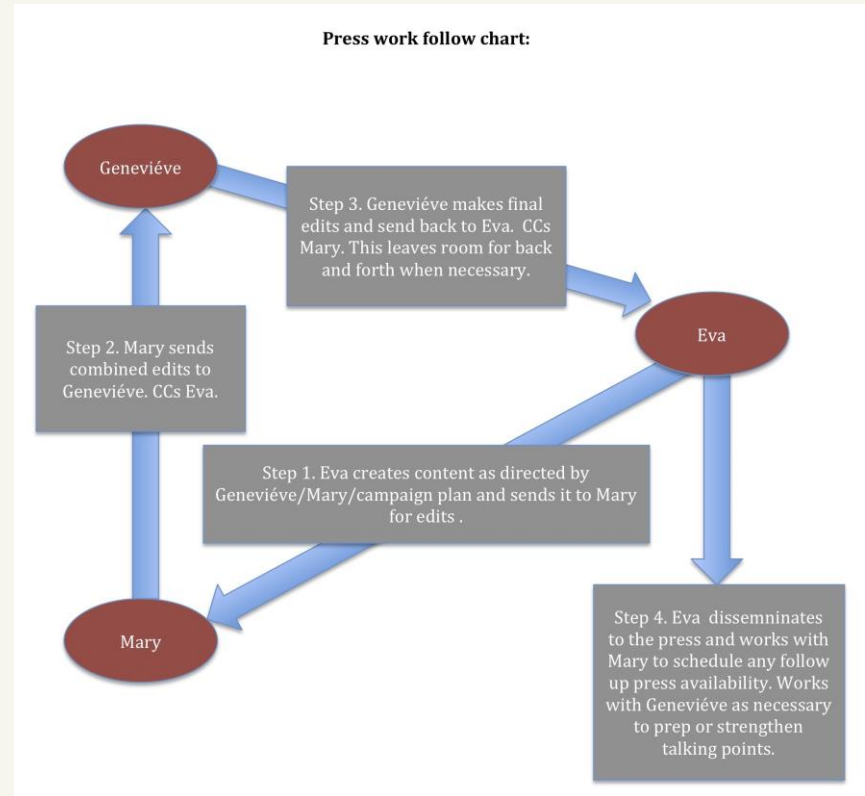 Press work follow chart:
Geneviéve
Step 3. Geneviéve makes final
edits and send back to Eva.  CCs
Mary. This leaves room for back
and forth when necessary.
Eva
Step 2. Mary sends
combined edits to
Geneviéve. CCs Eva.
Step 1. Eva creates content as directed by
Geneviéve/Mary/campaign plan and sends it to Mary
for edits .
Mary
Step 4. Eva  dissemninates
to the press and works with
Mary to schedule any follow
up press availability. Works
with Geneviéve as necessary
to prep or strengthen
talking points.